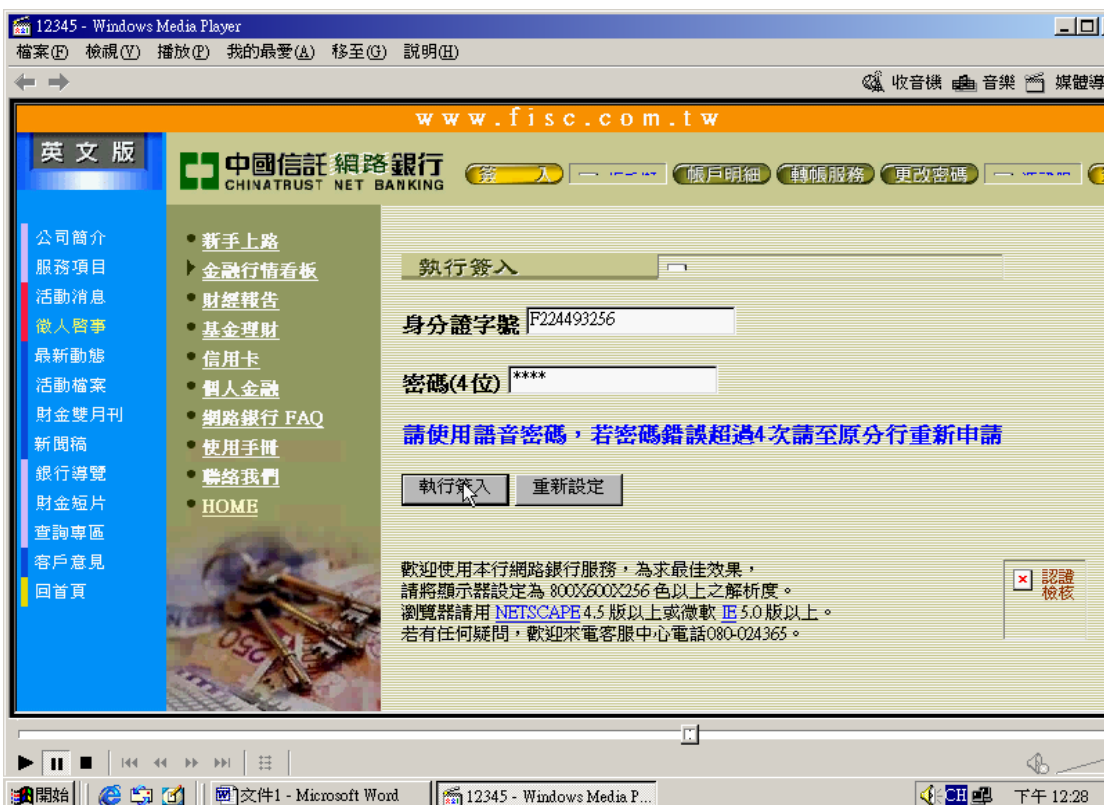 12345 - Windows Media Player
檔案(F) 檢視(V) 播放(P) 我的最愛(A) 移至(G) 說明(H)
收音機 音樂 媒體導
www.fisc.com.tw
英文版
中國信託 網路銀行
CHINATRUST NET BANKING
簽 入
帳戶明細
轉帳服務
更改密碼
公司簡介
服務項目
活動消息
徵人啓事
最新動態
活動檔案
財金雙月刊
新聞稿
銀行導覽
財金短片
查詢專區
客戶意見
回首頁
新手上路
金融行情看板
財經報告
基金理財
信用卡
個人金融
網路銀行 FAQ
使用手冊
聯絡我們
HOME
執行簽入
身分證字號 F224493256
密碼(4位) ****
請使用語音密碼，若密碼錯誤超過4次請至原分行重新申請
執行簽入 重新設定
歡迎使用本行網路銀行服務，為求最佳效果，
請將顯示器設定為 800X600X256 色以上之解析度。
瀏覽器請用 NETSCAPE 4.5 版以上或微軟 IE 5.0 版以上。
若有任何疑問，歡迎來電客服中心電話080-024365。
認證
檢核
開始 文件1 - Microsoft Word 12345 - Windows Media P... CH 下午 12:28